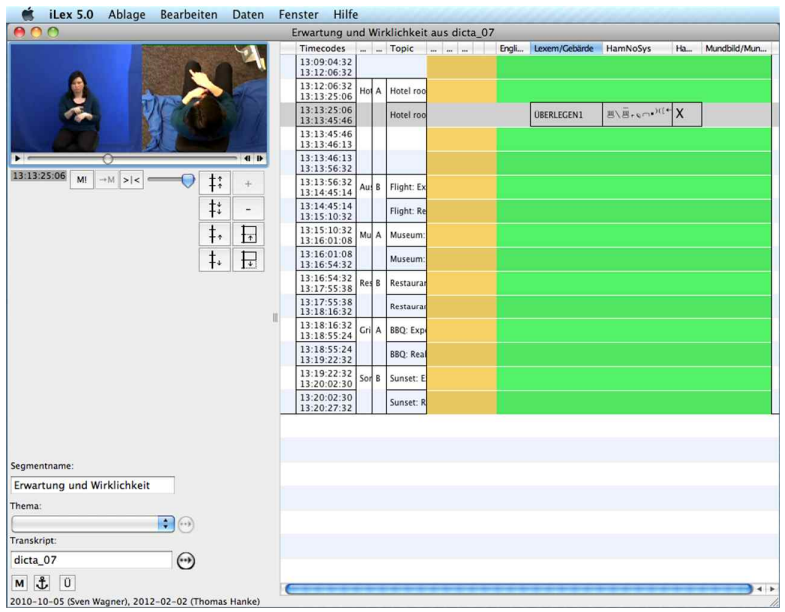 iLex 5.0 Ablage Bearbeiten Daten Fenster Hilfe
Erwartung und Wirklichkeit aus dicta_07
Timecodes ... ... Topic ... ... ... Engli... Lexem/Gebärde HamNoSys Ha... Mundbild/Mun...
13:09:04:32
13:12:06:32
13:12:06:32 Hot A Hotel roo
13:13:25:06
13:13:25:06 Hotel roo ÜBERLEGEN1 X
13:13:45:46
13:13:45:46
13:13:46:13
13:13:46:13
13:13:56:32
13:13:56:32 Aus B Flight: Ex
13:14:45:14
13:14:45:14 Flight: Re
13:15:10:32
13:15:10:32 Mu A Museum:
13:16:01:08
13:16:01:08 Museum:
13:16:54:32
13:16:54:32 Res B Restaurar
13:17:55:38
13:17:55:38 Restaurar
13:18:16:32
13:18:16:32 Gri A BBQ: Expe
13:18:55:24
13:18:55:24 BBQ: Real
13:19:22:32
13:19:22:32 Son B Sunset: E
13:20:02:30
13:20:02:30 Sunset: R
13:20:27:32
13:13:25:06 M! →M >|<
Segmentname:
Erwartung und Wirklichkeit
Thema:
Transkript:
dicta_07
M Ü
2010-10-05 (Sven Wagner), 2012-02-02 (Thomas Hanke)